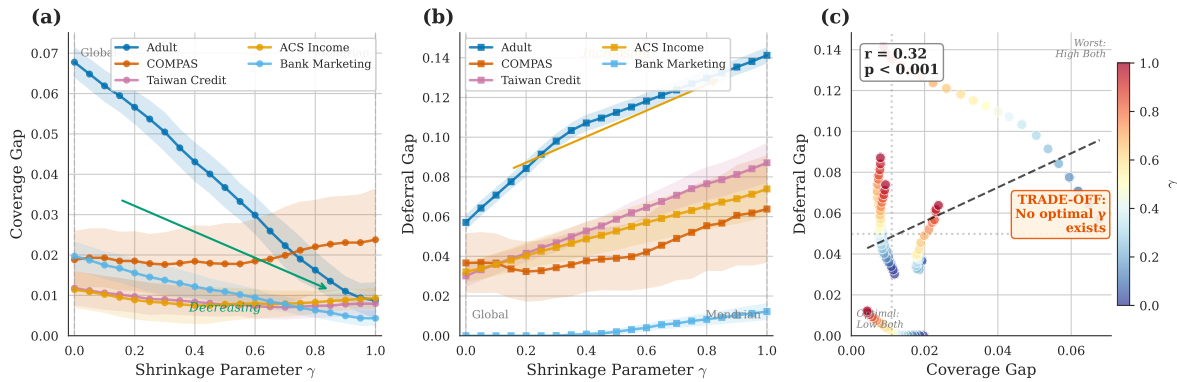 (a)
Globa
Adult
COMPAS
Taiwan Credit
ACS Income
Bank Marketing
Decreasing
Coverage Gap
0.07
0.06
0.05
0.04
0.03
0.02
0.01
0.00
0.0 0.2 0.4 0.6 0.8 1.0
Shrinkage Parameter γ
(b)
Adult
COMPAS
Taiwan Credit
ACS Income
Bank Marketing
Global
Mondrian
Deferral Gap
0.14
0.12
0.10
0.08
0.06
0.04
0.02
0.00
0.0 0.2 0.4 0.6 0.8 1.0
Shrinkage Parameter γ
(c)
r = 0.32
p < 0.001
Worst:
High Both
TRADE-OFF:
No optimal γ
exists
Optimal:
Low Both
Deferral Gap
0.14
0.12
0.10
0.08
0.06
0.04
0.02
0.00
0.00 0.02 0.04 0.06
Coverage Gap
1.0
0.8
0.6
0.4
0.2
0.0
γ